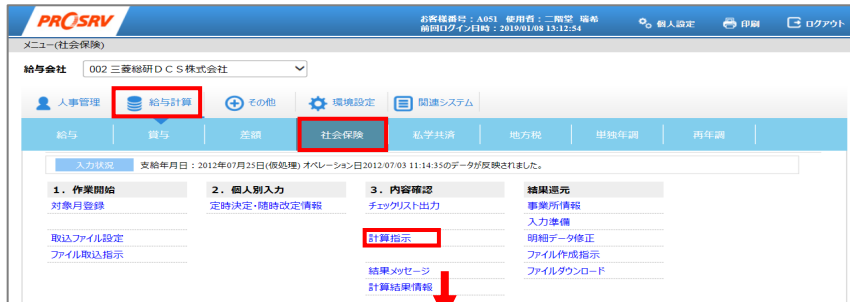 PROSRV
お客様番号：A051 使用者：二階堂 瑞希
前回ログイン日時：2019/01/08 13:12:54
個人設定 印刷 ログアウト
メニュー(社会保険)
給与会社 002 三菱総研ＤＣＳ株式会社
人事管理 給与計算 その他 環境設定 関連システム
給与 賞与 差額 社会保険 私学共済 地方税 単独年調 再年調
入力状況 支給年月日：2012年07月25日(仮処理) オペレーション日2012/07/03 11:14:35のデータが反映されました。
1．作業開始 2．個人別入力 3．内容確認 結果還元
対象月登録 定時決定・随時改定情報 チェックリスト出力 事業所情報
入力準備
取込ファイル設定 計算指示 明細データ修正
ファイル取込指示 ファイル作成指示
結果メッセージ ファイルダウンロード
計算結果情報